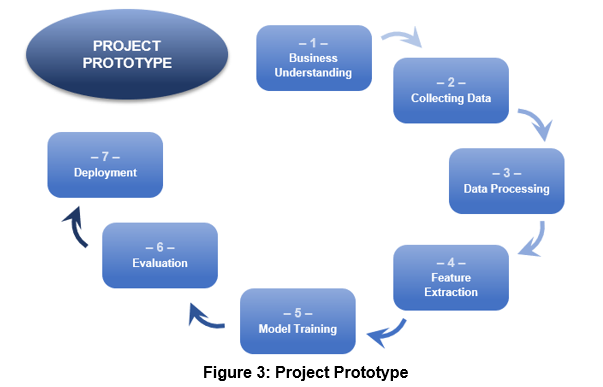 PROJECT
PROTOTYPE
– 1 –
Business
Understanding
– 2 –
Collecting Data
– 3 –
Data Processing
– 4 –
Feature
Extraction
– 5 –
Model Training
– 6 –
Evaluation
– 7 –
Deployment
Figure 3: Project Prototype